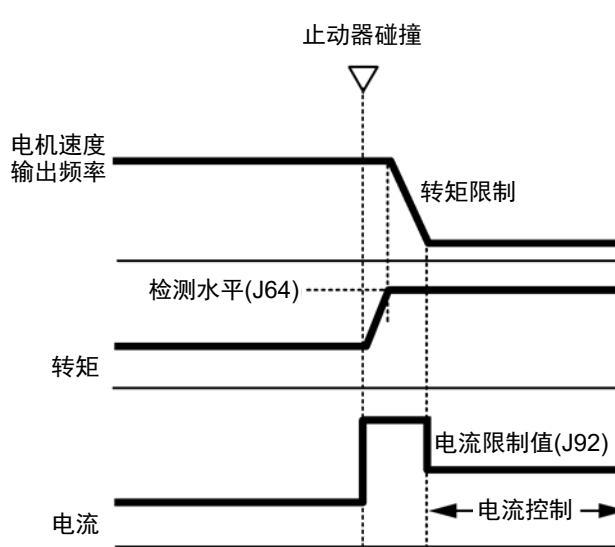 止动器碰撞
电机速度
输出频率
转矩限制
检测水平(J64)
转矩
电流限制值(J92)
电流控制
电流